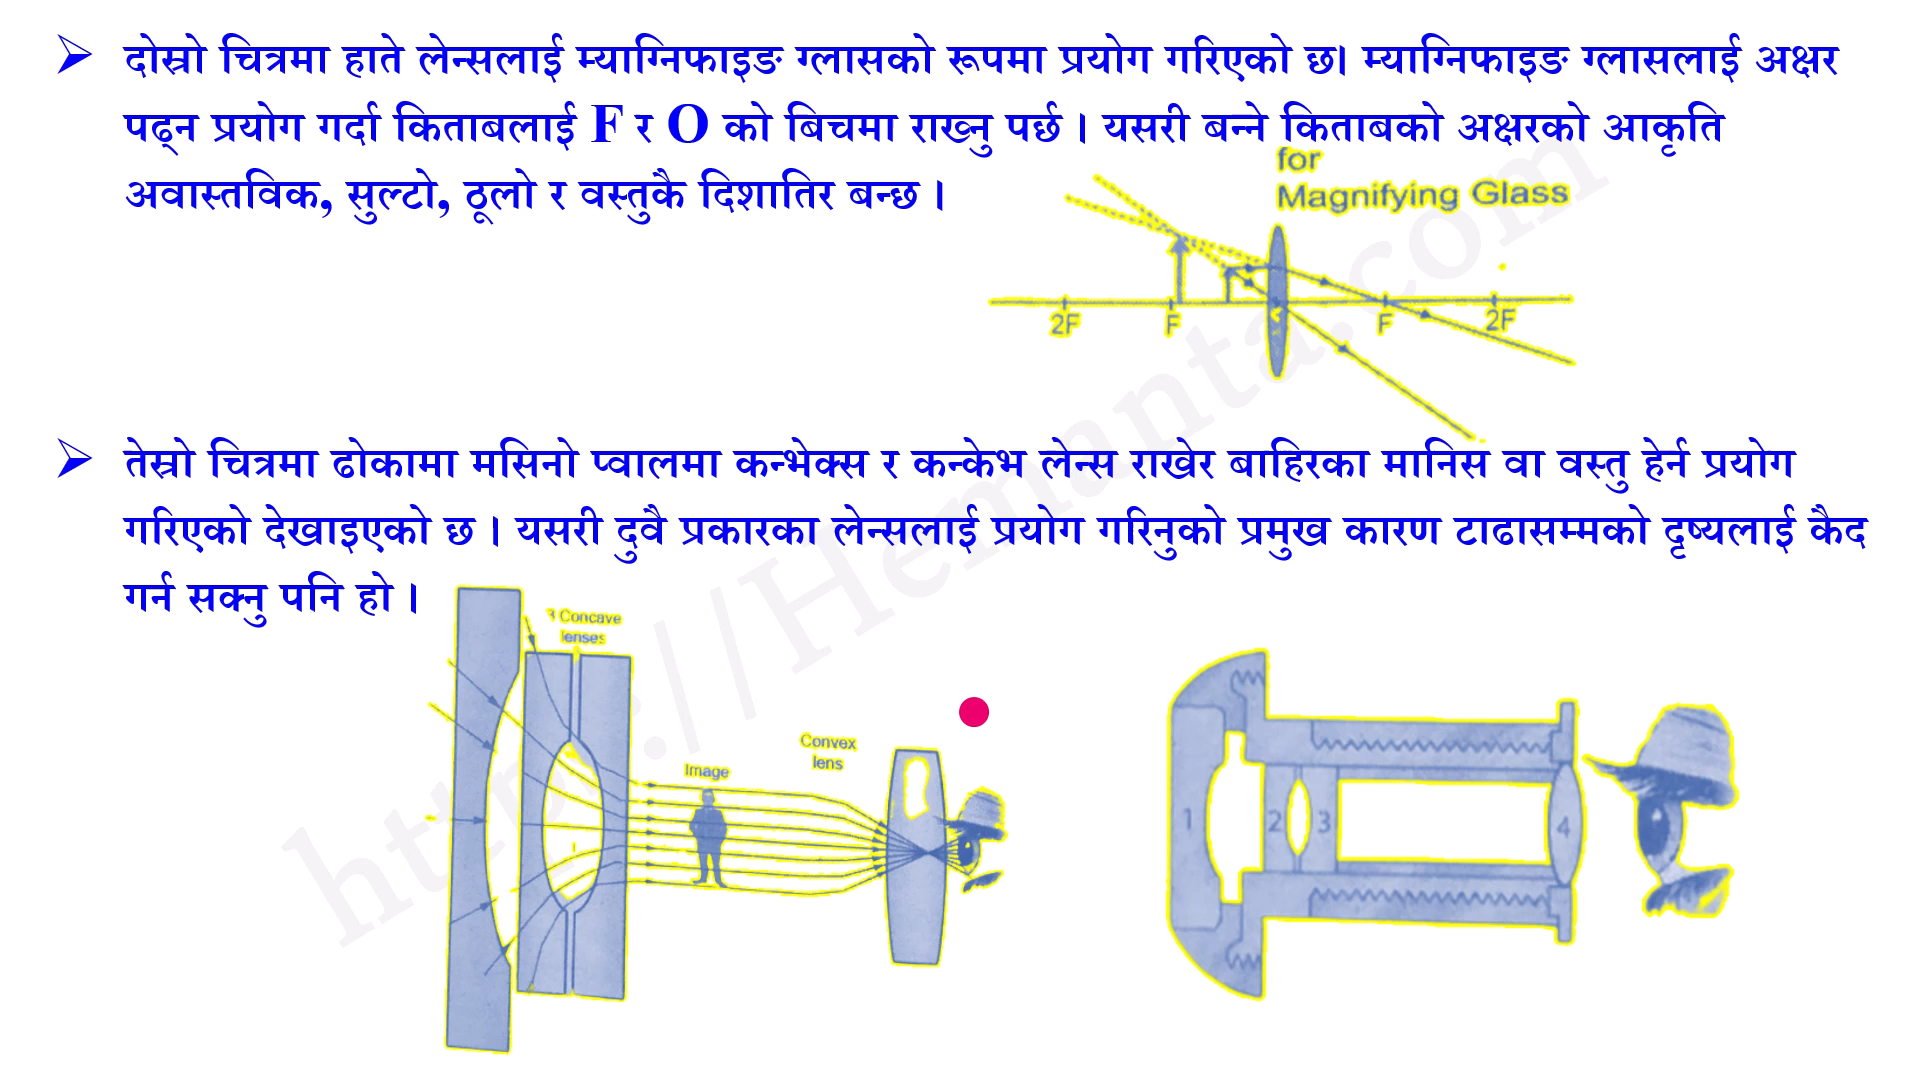 ➢ दोस्रो चित्रमा हाते लेन्सलाई म्याग्निफाइङ ग्लासको रूपमा प्रयोग गरिएको छ। म्याग्निफाइङ ग्लासलाई अक्षर
पढ्न प्रयोग गर्दा किताबलाई F र O को बिचमा राख्नु पर्छ । यसरी बन्ने किताबको अक्षरको आकृति
अवास्तविक, सुल्टो, ठूलो र वस्तुकै दिशातिर बन्छ ।
for
Magnifying Glass
2F F F 2F
➢ तेस्रो चित्रमा ढोकामा मसिनो प्वालमा कन्भेक्स र कन्केभ लेन्स राखेर बाहिरका मानिस वा वस्तु हेर्न प्रयोग
गरिएको देखाइएको छ । यसरी दुवै प्रकारका लेन्सलाई प्रयोग गरिनुको प्रमुख कारण टाढासम्मको दृष्यलाई कैद
गर्न सक्नु पनि हो ।
3 Concave
lenses
Convex
lens
Image
1 2 3 4
http://Hemanta.com